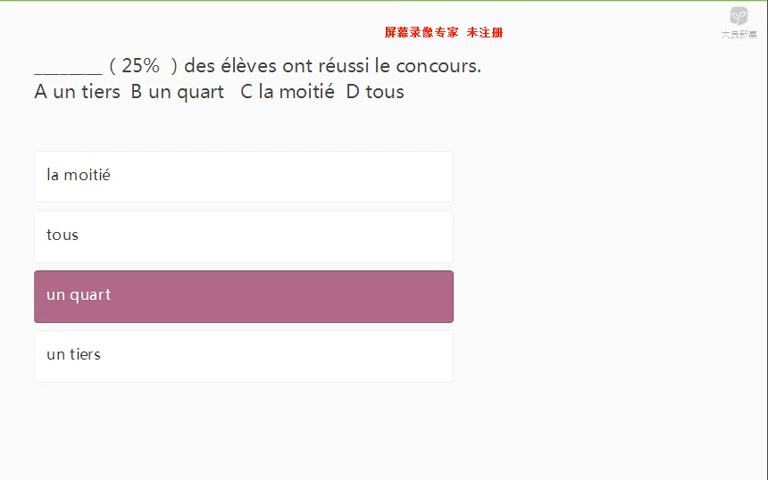 屏幕录像专家 未注册
________ ( 25% ) des élèves ont réussi le concours.
A un tiers B un quart C la moitié D tous
la moitié
tous
un quart
un tiers